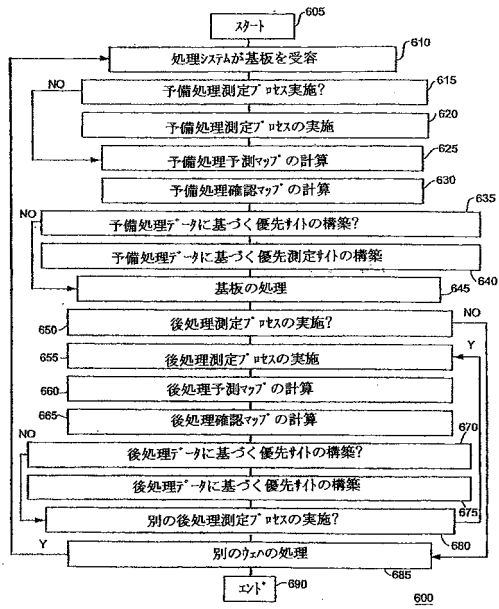 スタート
605
処理システムが基板を受容
610
NO
予備処理測定プロセス実施?
615
予備処理測定プロセスの実施
620
予備処理予測マップの計算
625
予備処理確認マップの計算
630
NO
予備処理データに基づく優先サイトの構築?
635
予備処理データに基づく優先測定サイトの構築
640
基板の処理
645
650
後処理測定プロセスの実施?
NO
655
後処理測定プロセスの実施
Y
660
後処理予測マップの計算
665
後処理確認マップの計算
NO
後処理データに基づく優先サイトの構築?
670
後処理データに基づく優先サイトの構築
675
別の後処理測定プロセスの実施?
680
Y
別のウェハの処理
685
エンド
690
600